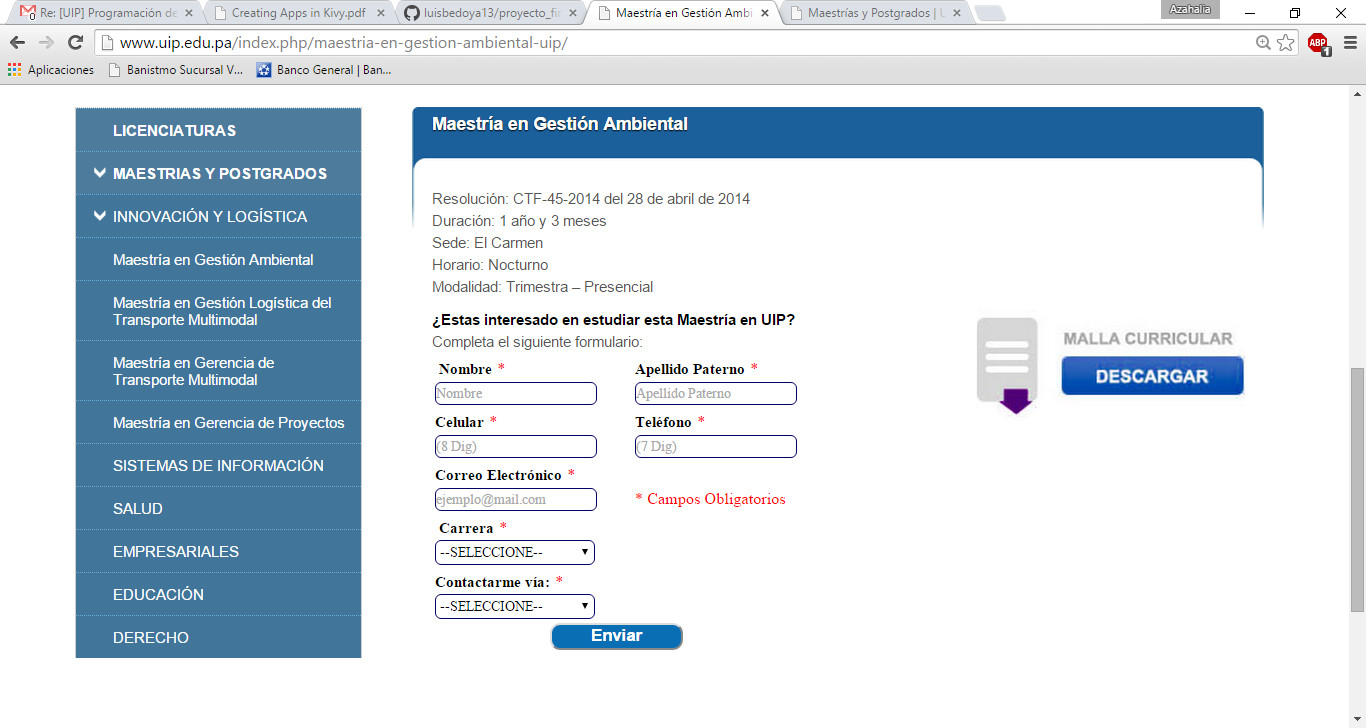 Re: [UIP] Programación de
Creating Apps in Kivy.pdf
luisbedoya13/proyecto_fi
Maestría en Gestión Ambi
Maestrías y Postgrados | U
Azahalia
www.uip.edu.pa/index.php/maestria-en-gestion-ambiental-uip/
ABP
1
Aplicaciones
Banistmo Sucursal V...
Banco General | Ban...
LICENCIATURAS
MAESTRIAS Y POSTGRADOS
INNOVACIÓN Y LOGÍSTICA
Maestría en Gestión Ambiental
Maestría en Gestión Logística del
Transporte Multimodal
Maestría en Gerencia de
Transporte Multimodal
Maestría en Gerencia de Proyectos
SISTEMAS DE INFORMACIÓN
SALUD
EMPRESARIALES
EDUCACIÓN
DERECHO
Maestría en Gestión Ambiental
Resolución: CTF-45-2014 del 28 de abril de 2014
Duración: 1 año y 3 meses
Sede: El Carmen
Horario: Nocturno
Modalidad: Trimestra – Presencial
¿Estas interesado en estudiar esta Maestría en UIP?
Completa el siguiente formulario:
Nombre * Apellido Paterno *
Nombre Apellido Paterno
Celular * Teléfono *
(8 Dig) (7 Dig)
Correo Electrónico *
ejemplo@mail.com * Campos Obligatorios
Carrera *
--SELECCIONE--
Contactarme vía: *
--SELECCIONE--
Enviar
MALLA CURRICULAR
DESCARGAR